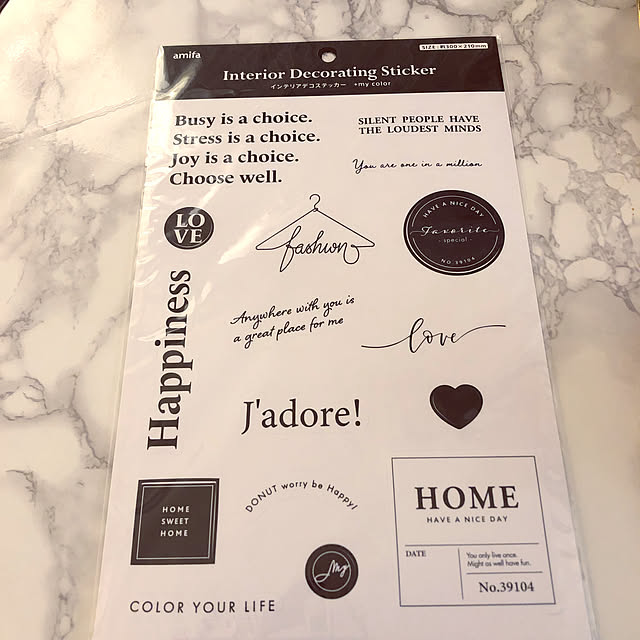 amifa
SIZE:約300×210mm
Interior Decorating Sticker
インテリアデコステッカー +my color
Busy is a choice.
Stress is a choice.
Joy is a choice.
Choose well.
SILENT PEOPLE HAVE
THE LOUDEST MINDS
You are one in a million
LO
VE
fashion
HAVE A NICE DAY
Favorite
- special -
NO.39104
Happiness
Anywhere with you is
a great place for me
love
J'adore!
HOME
SWEET
HOME
DONUT worry be Happy!
My
HOME
HAVE A NICE DAY
DATE
You only live once.
Might as well have fun.
No.39104
COLOR YOUR LIFE